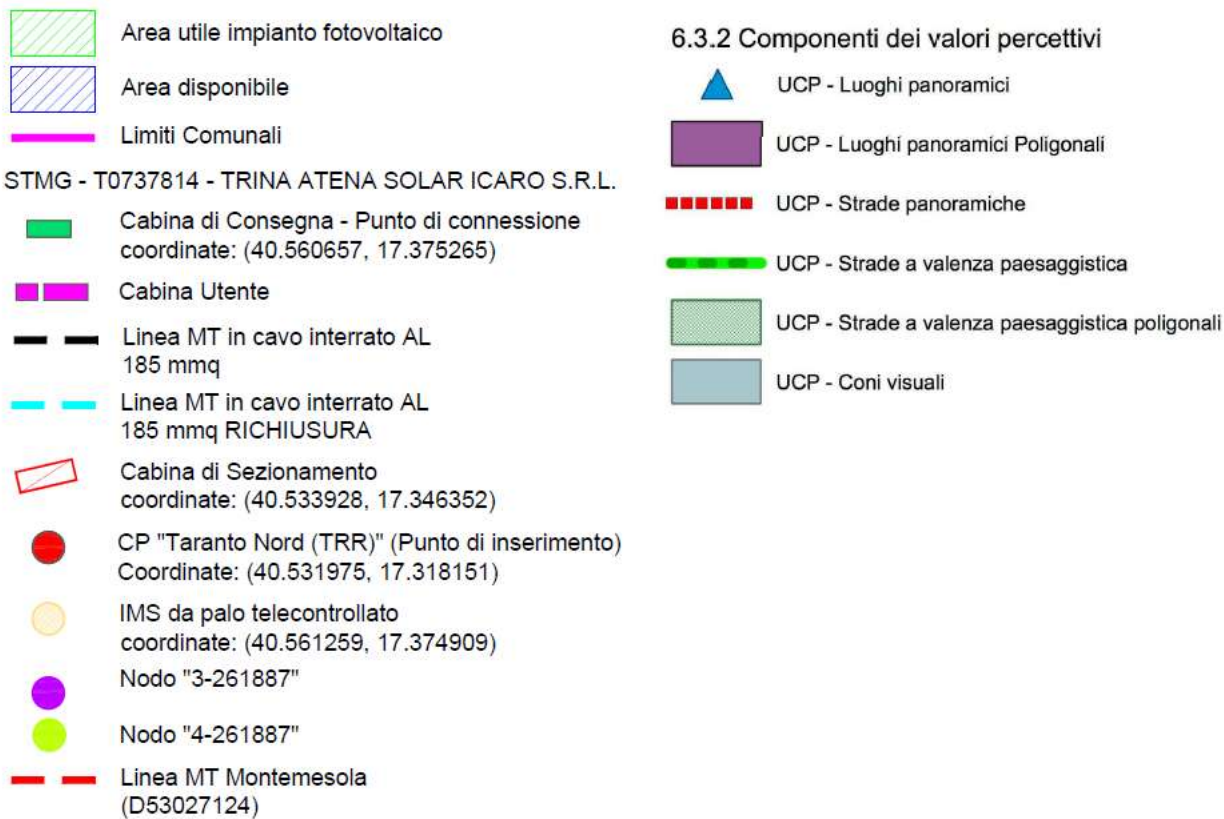 Area utile impianto fotovoltaico
Area disponibile
Limiti Comunali
STMG - T0737814 - TRINA ATENA SOLAR ICARO S.R.L.
Cabina di Consegna - Punto di connessione
coordinate: (40.560657, 17.375265)
Cabina Utente
Linea MT in cavo interrato AL
185 mmq
Linea MT in cavo interrato AL
185 mmq RICHIUSURA
Cabina di Sezionamento
coordinate: (40.533928, 17.346352)
CP "Taranto Nord (TRR)" (Punto di inserimento)
Coordinate: (40.531975, 17.318151)
IMS da palo telecontrollato
coordinate: (40.561259, 17.374909)
Nodo "3-261887"
Nodo "4-261887"
Linea MT Montemesola
(D53027124)
6.3.2 Componenti dei valori percettivi
UCP - Luoghi panoramici
UCP - Luoghi panoramici Poligonali
UCP - Strade panoramiche
UCP - Strade a valenza paesaggistica
UCP - Strade a valenza paesaggistica poligonali
UCP - Coni visuali